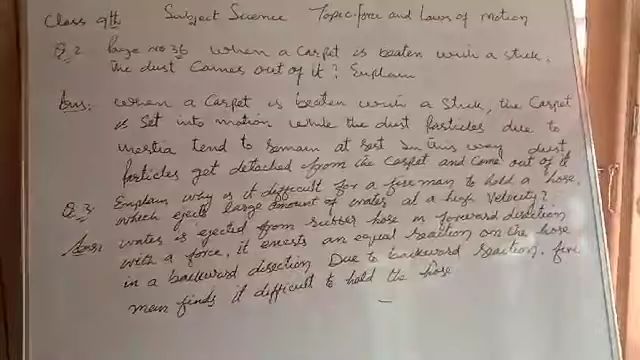 Class 9th Subject Science Topic-force and Laws of Motion
Q.2 Page no 36 When a Carpet is beaten with a stick,
the dust Comes out of it? Explain
Ans: When a Carpet is beaten with a stick, the Carpet
is set into motion while the dust particles due to
inertia tend to remain at rest In this way dust
particles get detached from the Carpet and Come out of it
Q.3 Explain why is it difficult for a fireman to hold a hose,
which ejects large amount of water at a high velocity?
Ans: water is ejected from rubber hose in forward direction
with a force, it exerts an equal reaction on the hose
in a backward direction Due to backward reaction, fire
man finds it difficult to hold the hose